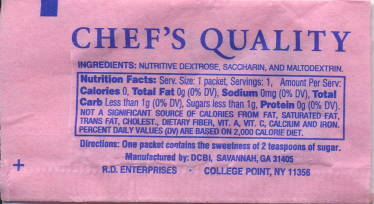 CHEF'S QUALITY
INGREDIENTS: NUTRITIVE DEXTROSE, SACCHARIN, AND MALTODEXTRIN.
Nutrition Facts: Serv. Size: 1 packet, Servings: 1, Amount Per Serv:
Calories 0, Total Fat 0g (0% DV), Sodium 0mg (0% DV), Total
Carb Less than 1g (0% DV), Sugars less than 1g, Protein 0g (0% DV).
NOT A SIGNIFICANT SOURCE OF CALORIES FROM FAT, SATURATED FAT,
TRANS FAT, CHOLEST., DIETARY FIBER, VIT. A, VIT. C, CALCIUM AND IRON.
PERCENT DAILY VALUES (DV) ARE BASED ON 2,000 CALORIE DIET.
Directions: One packet contains the sweetness of 2 teaspoons of sugar.
Manufactured by: DCBI, SAVANNAH, GA 31405
R.D. ENTERPRISES · COLLEGE POINT, NY 11356